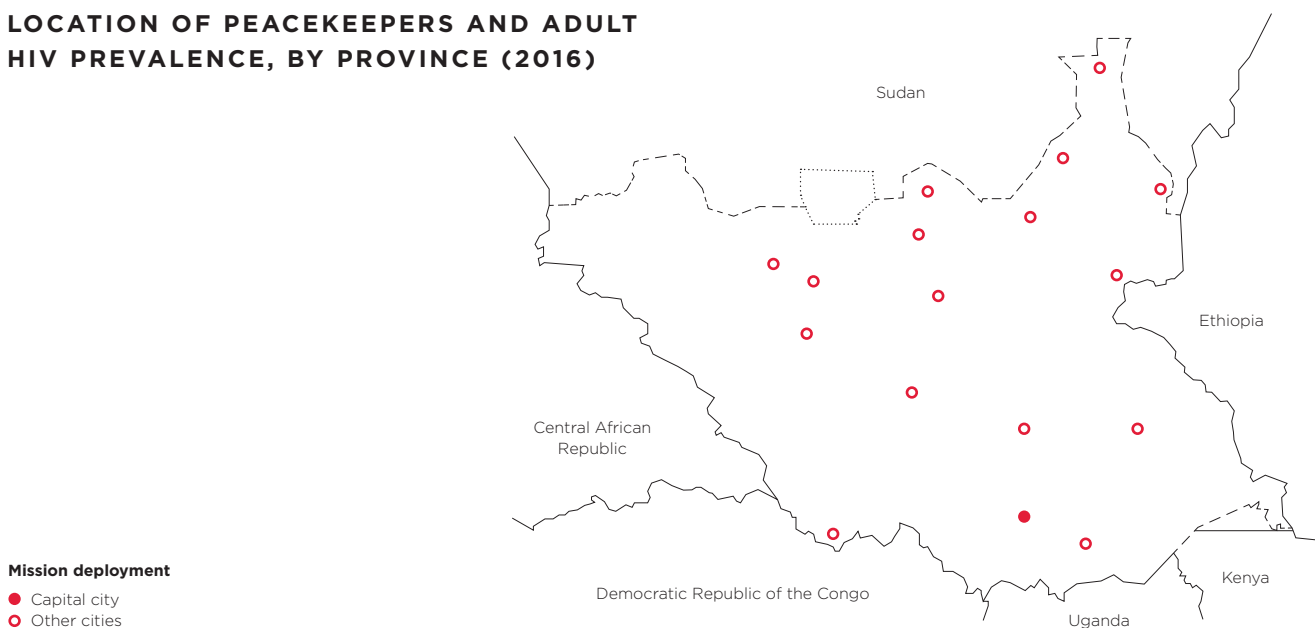 LOCATION OF PEACEKEEPERS AND ADULT
HIV PREVALENCE, BY PROVINCE (2016)
Sudan
Ethiopia
Central African
Republic
Democratic Republic of the Congo
Kenya
Uganda
Mission deployment
Capital city
Other cities